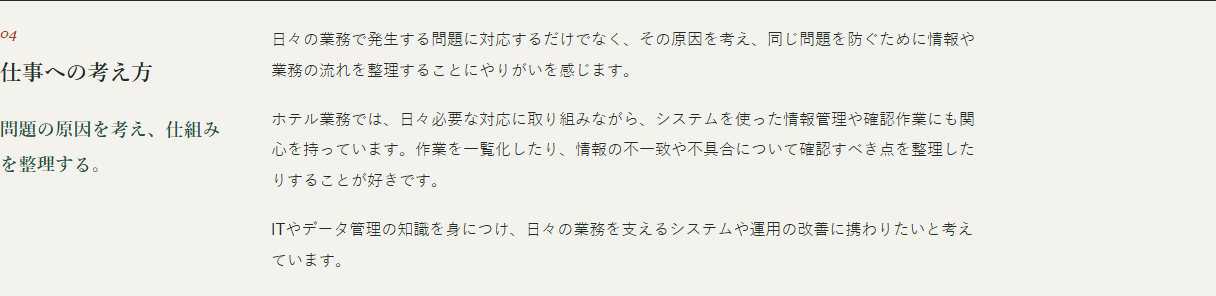 04
仕事への考え方
問題の原因を考え、仕組み
を整理する。
日々の業務で発生する問題に対応するだけでなく、その原因を考え、同じ問題を防ぐために情報や
業務の流れを整理することにやりがいを感じます。
ホテル業務では、日々必要な対応に取り組みながら、システムを使った情報管理や確認作業にも関
心を持っています。作業を一覧化したり、情報の不一致や不具合について確認すべき点を整理した
りすることが好きです。
ITやデータ管理の知識を身につけ、日々の業務を支えるシステムや運用の改善に携わりたいと考え
ています。